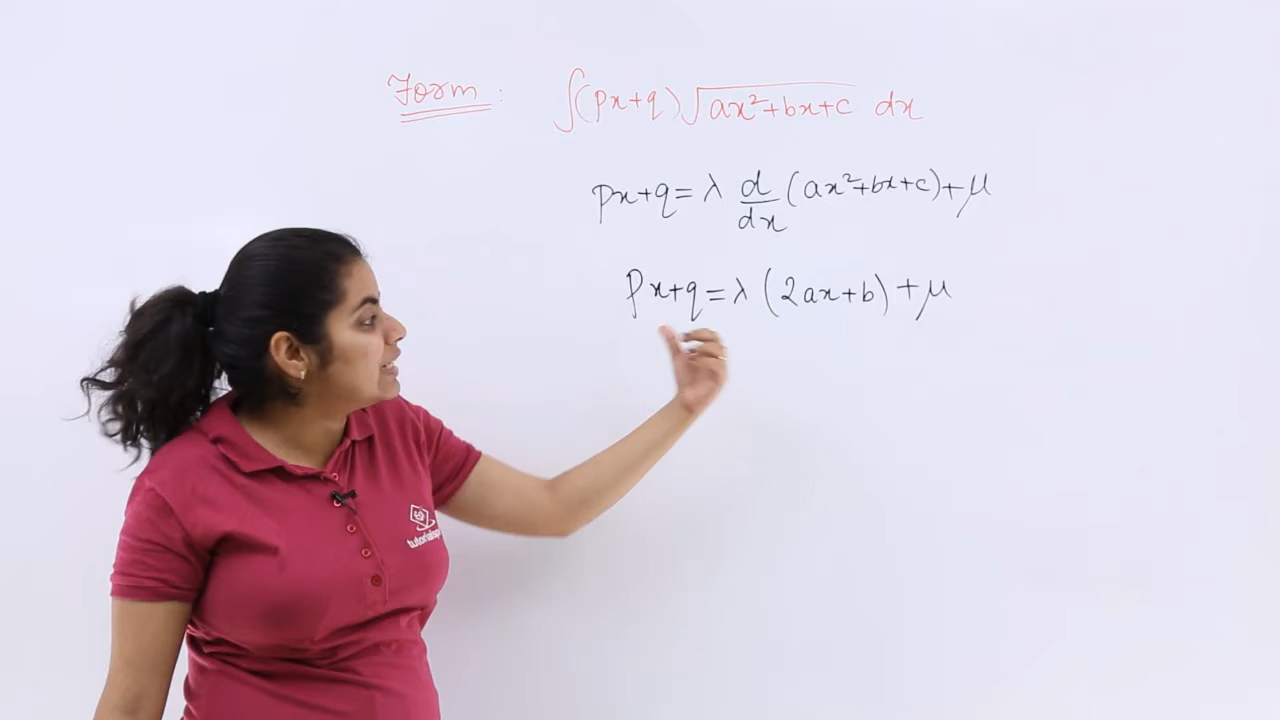 Form : ∫(px+q)√(ax²+bx+c) dx
px+q = λ d/dx (ax²+bx+c)+μ
px+q = λ (2ax+b) + μ